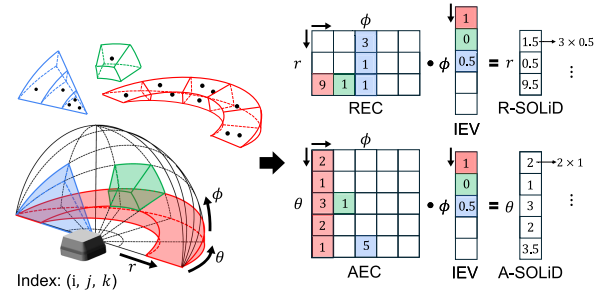 ϕ
r
3
1
9 1 1
REC
• ϕ
1
0
0.5
IEV
= r
1.5 → 3 × 0.5
0.5
9.5
⋮
R-SOLiD
ϕ
θ
2
1
3 1
2
1 5
AEC
• ϕ
1
0
0.5
IEV
= θ
2 → 2 × 1
1
3
2
3.5
⋮
A-SOLiD
ϕ
θ
r
Index: (i, j, k)